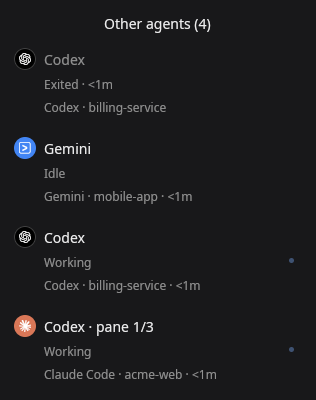 Other agents (4)
Codex
Exited · <1m
Codex · billing-service
Gemini
Idle
Gemini · mobile-app · <1m
Codex
Working
Codex · billing-service · <1m
Codex · pane 1/3
Working
Claude Code · acme-web · <1m